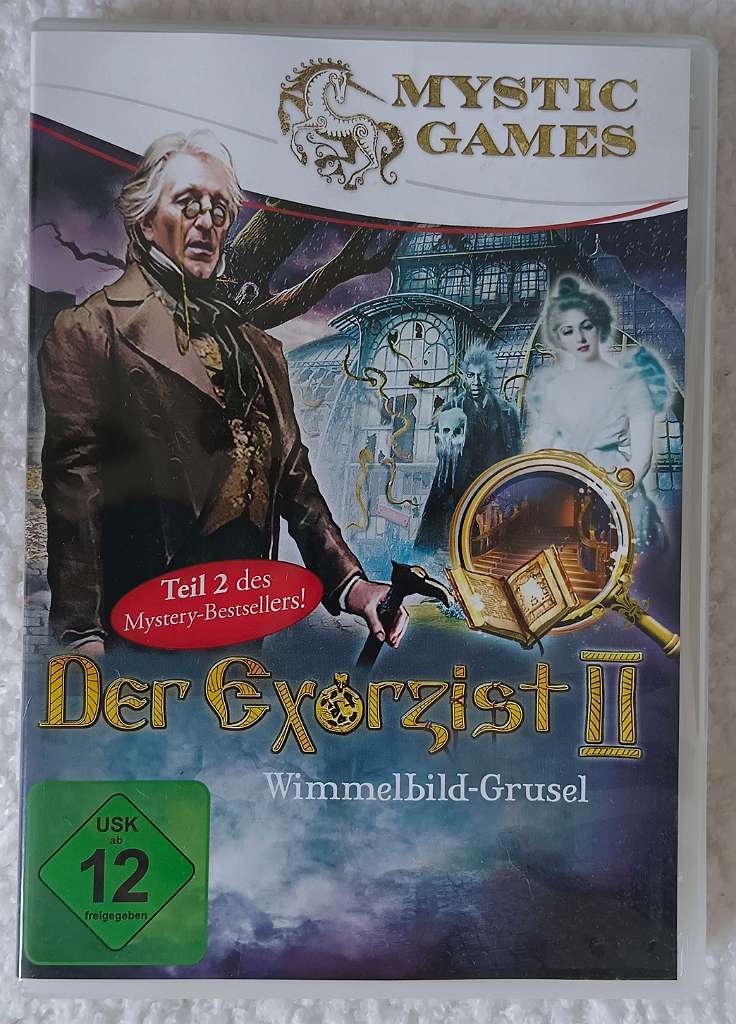 MYSTIC
GAMES
Teil 2 des
Mystery-Bestsellers!
Der Exorzist II
Wimmelbild-Grusel
USK
ab
12
freigegeben